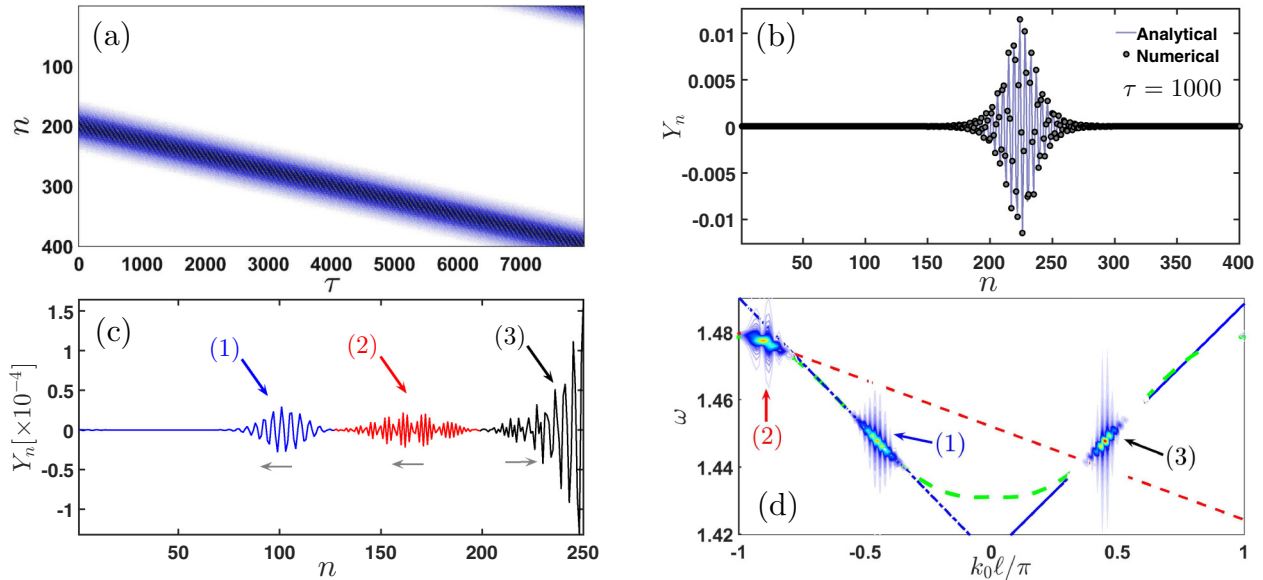 (a)
n
100
200
300
400
0 1000 2000 3000 4000 5000 6000 7000
τ
(b)
Analytical
Numerical
τ = 1000
Y_n
0.01
0.005
0
-0.005
-0.01
50 100 150 200 250 300 350 400
n
(c)
(1)
(2)
(3)
Y_n[×10^{-4}]
1.5
1
0.5
0
-0.5
-1
50 100 150 200 250
n
(d)
(1)
(2)
(3)
ω
1.48
1.46
1.44
1.42
-1 -0.5 0 0.5 1
k_0ℓ/π